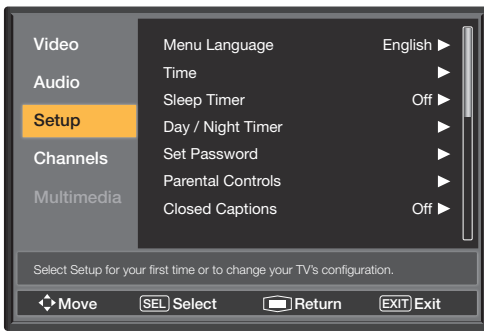 Video
Audio
Setup
Channels
Multimedia
Menu Language English
Time
Sleep Timer Off
Day / Night Timer
Set Password
Parental Controls
Closed Captions Off
Select Setup for your first time or to change your TV's configuration.
Move SEL Select Return EXIT Exit